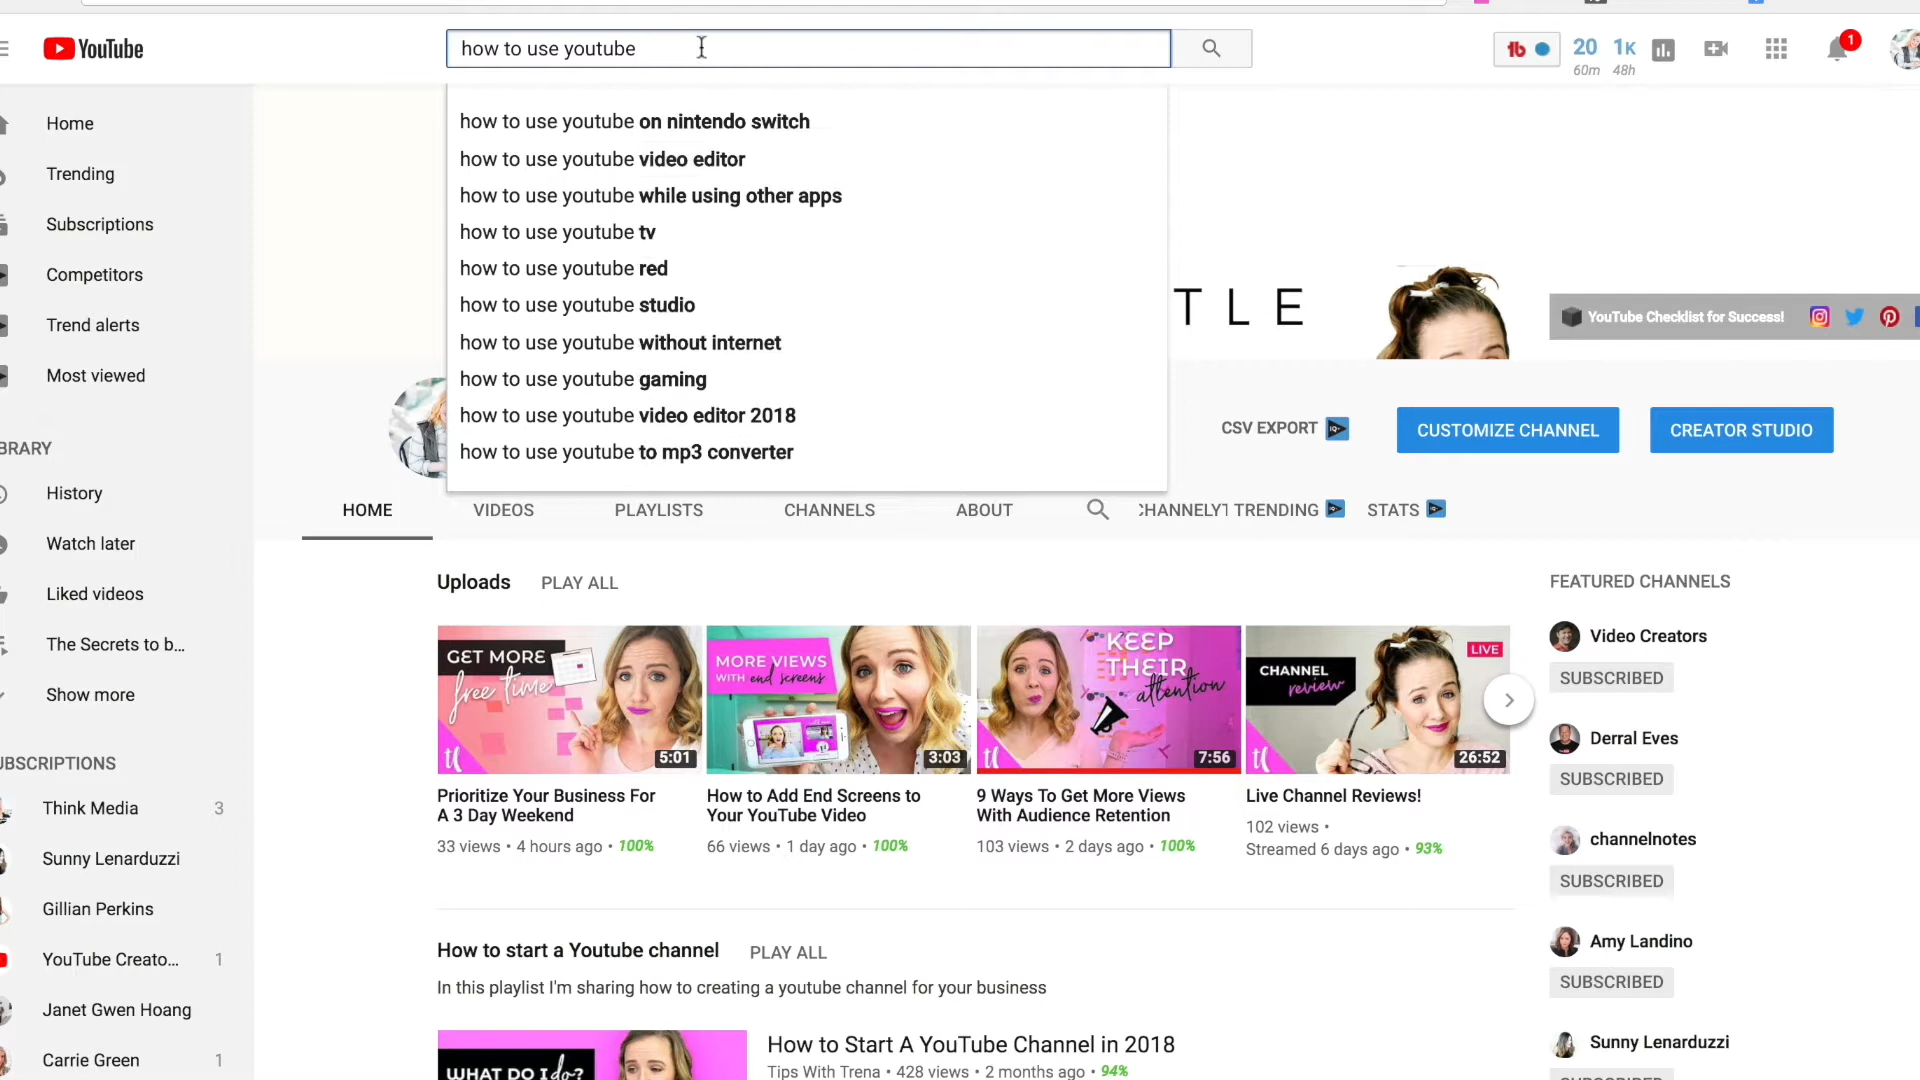 YouTube
how to use youtube
20
60m
1K
48h
1
how to use youtube on nintendo switch
how to use youtube video editor
how to use youtube while using other apps
how to use youtube tv
how to use youtube red
how to use youtube studio
how to use youtube without internet
how to use youtube gaming
how to use youtube video editor 2018
how to use youtube to mp3 converter
Home
Trending
Subscriptions
Competitors
Trend alerts
Most viewed
BRARY
History
Watch later
Liked videos
The Secrets to b...
Show more
UBSCRIPTIONS
Think Media 3
Sunny Lenarduzzi
Gillian Perkins
YouTube Creato... 1
Janet Gwen Hoang
Carrie Green 1
TLE
YouTube Checklist for Success!
CSV EXPORT
CUSTOMIZE CHANNEL
CREATOR STUDIO
HOME VIDEOS PLAYLISTS CHANNELS ABOUT CHANNELYT TRENDING STATS
Uploads PLAY ALL
GET MORE
free time
tl
5:01
MORE VIEWS
WITH end screens
3:03
KEEP
THEIR
attention
tl
7:56
CHANNEL
review
LIVE
tl
26:52
Prioritize Your Business For
A 3 Day Weekend
33 views • 4 hours ago • 100%
How to Add End Screens to
Your YouTube Video
66 views • 1 day ago • 100%
9 Ways To Get More Views
With Audience Retention
103 views • 2 days ago • 100%
Live Channel Reviews!
102 views •
Streamed 6 days ago • 93%
How to start a Youtube channel PLAY ALL
In this playlist I'm sharing how to creating a youtube channel for your business
WHAT DO I do?
How to Start A YouTube Channel in 2018
Tips With Trena • 428 views • 2 months ago • 94%
FEATURED CHANNELS
Video Creators
SUBSCRIBED
Derral Eves
SUBSCRIBED
channelnotes
SUBSCRIBED
Amy Landino
SUBSCRIBED
Sunny Lenarduzzi
SUBSCRIBED